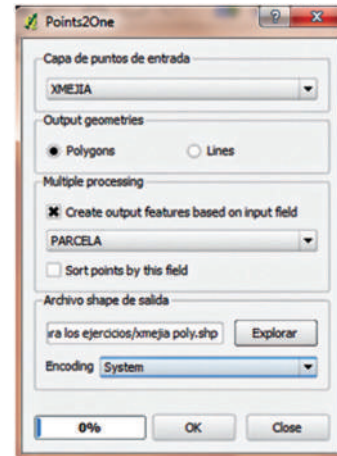 Points2One
Capa de puntos de entrada
XMEJIA
Output geometries
Polygons Lines
Multiple processing
Create output features based on input field
PARCELA
Sort points by this field
Archivo shape de salida
ara los ejercicios/xmejia poly.shp Explorar
Encoding System
0% OK Close